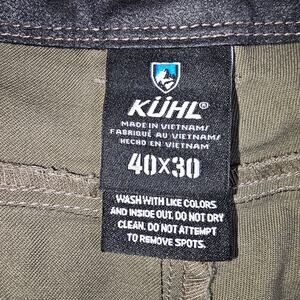 KÜHL®
MADE IN VIETNAM/
FABRIQUÉ AU VIETNAM/
HECHO EN VIETNAM
40X30
WASH WITH LIKE COLORS
AND INSIDE OUT. DO NOT DRY
CLEAN. DO NOT ATTEMPT
TO REMOVE SPOTS.